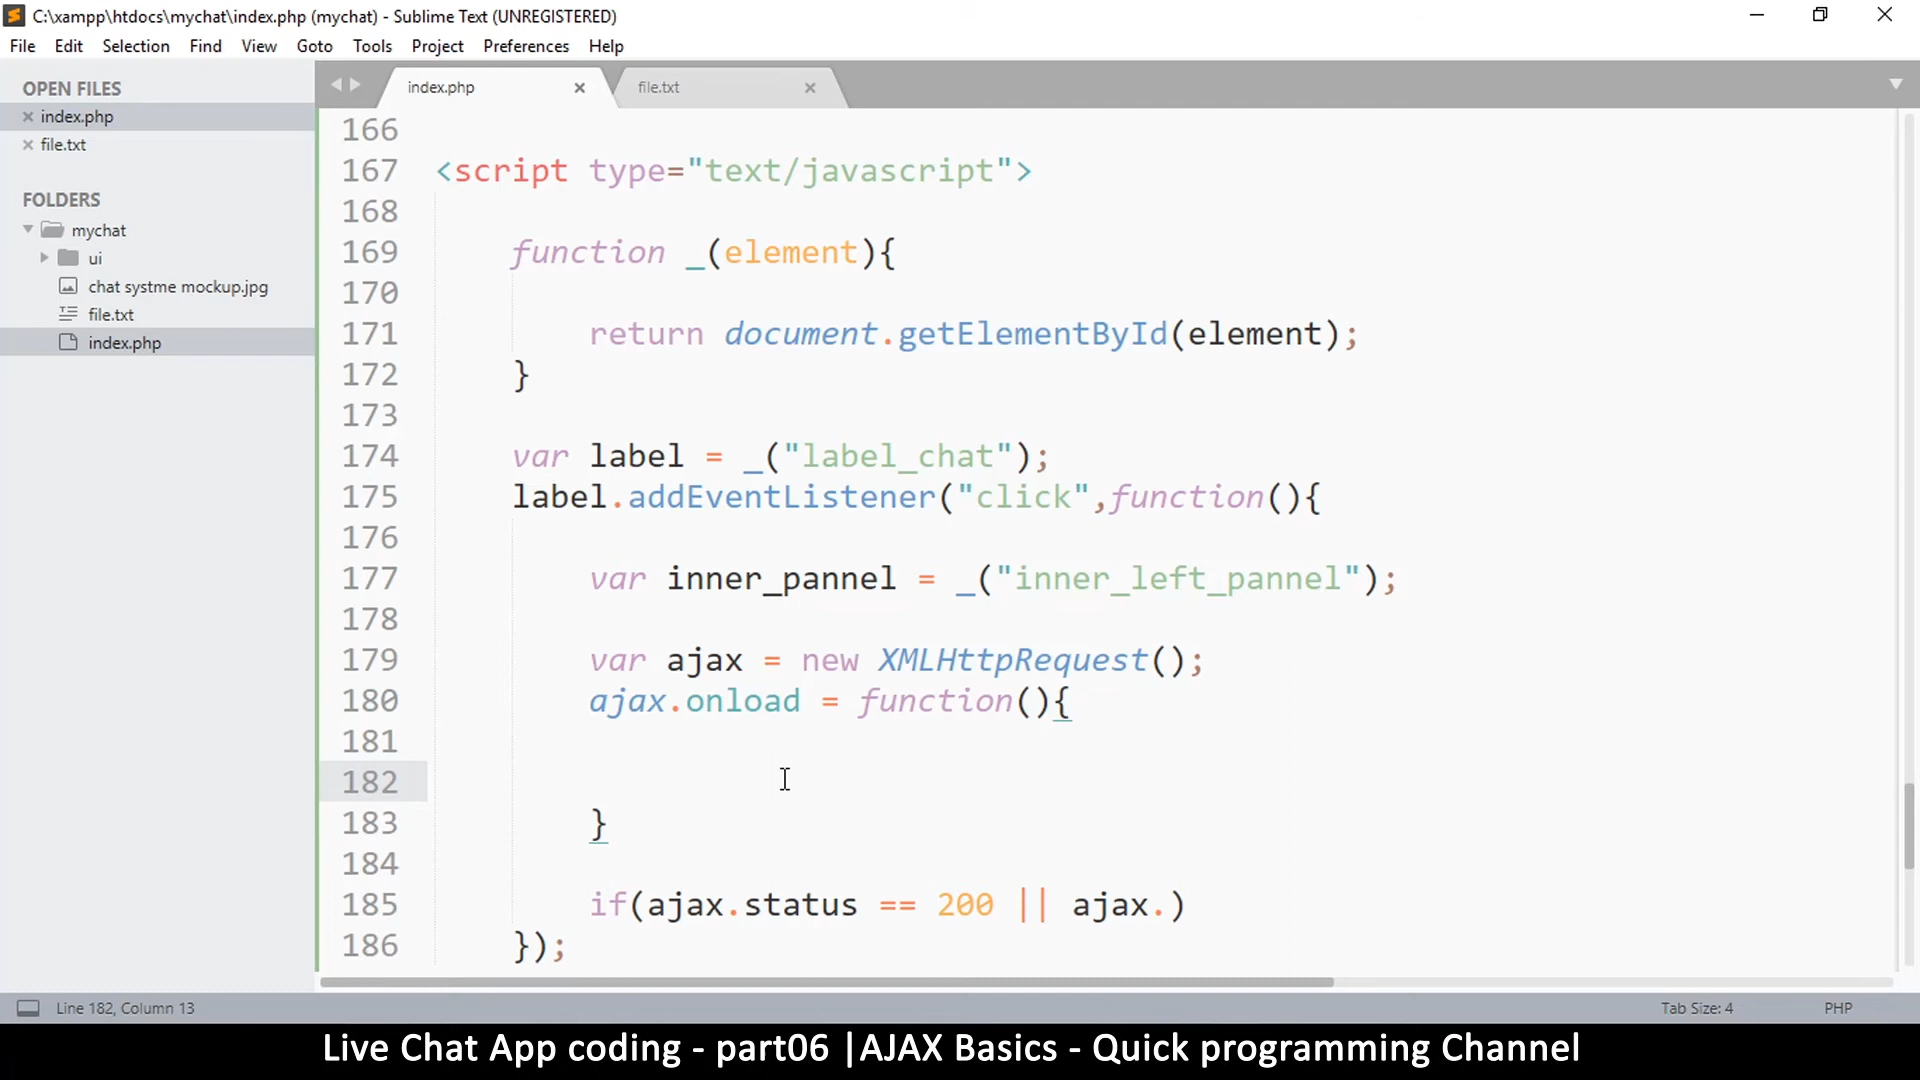 C:\xampp\htdocs\mychat\index.php (mychat) - Sublime Text (UNREGISTERED)
File Edit Selection Find View Goto Tools Project Preferences Help
OPEN FILES
index.php
file.txt
FOLDERS
mychat
ui
chat systme mockup.jpg
file.txt
index.php
index.php file.txt
166
167 <script type="text/javascript">
168
169 function _(element){
170
171 return document.getElementById(element);
172 }
173
174 var label = _("label_chat");
175 label.addEventListener("click",function(){
176
177 var inner_pannel = _("inner_left_pannel");
178
179 var ajax = new XMLHttpRequest();
180 ajax.onload = function(){
181
182
183 }
184
185 if(ajax.status == 200 || ajax.)
186 });
Line 182, Column 13 Tab Size: 4 PHP
Live Chat App coding - part06 |AJAX Basics - Quick programming Channel